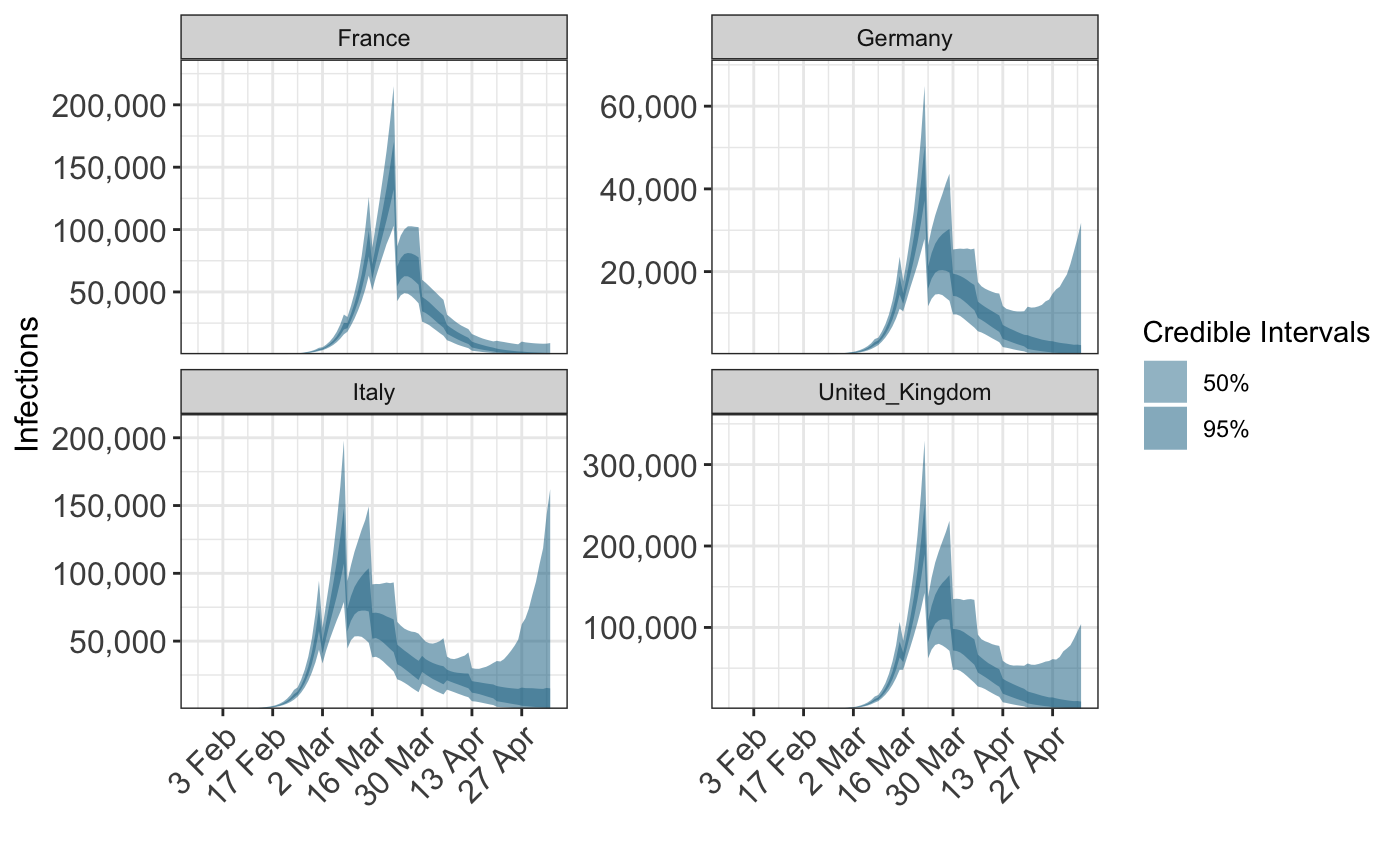 France
Germany
200,000
150,000
100,000
50,000
60,000
40,000
20,000
Infections
Italy
United_Kingdom
200,000
150,000
100,000
50,000
300,000
200,000
100,000
3 Feb
17 Feb
2 Mar
16 Mar
30 Mar
13 Apr
27 Apr
3 Feb
17 Feb
2 Mar
16 Mar
30 Mar
13 Apr
27 Apr
Credible Intervals
50%
95%